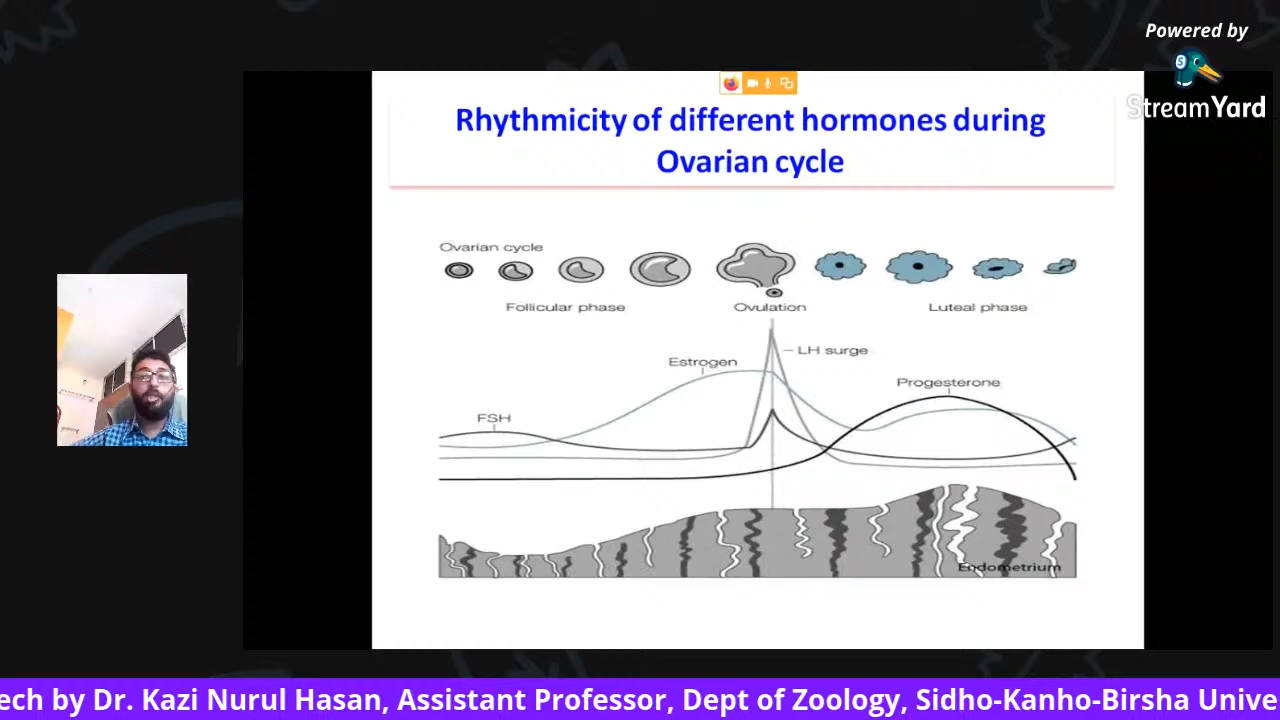 Powered by
StreamYard
Rhythmicity of different hormones during
Ovarian cycle
Ovarian cycle
Follicular phase
Ovulation
Luteal phase
LH surge
Estrogen
Progesterone
FSH
Endometrium
ech by Dr. Kazi Nurul Hasan, Assistant Professor, Dept of Zoology, Sidho-Kanho-Birsha Unive